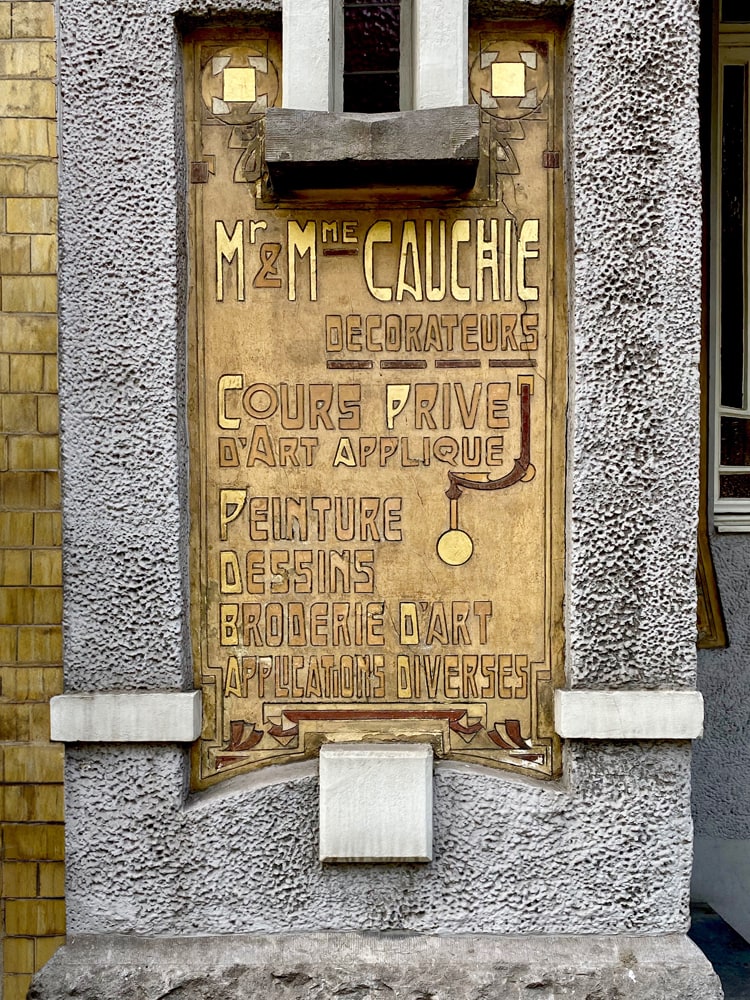 Mr & MME CAUCHIE
DECORATEURS
COURS PRIVE
D'ART APPLIQUE
PEINTURE
DESSINS
BRODERIE D'ART
APPLICATIONS DIVERSES